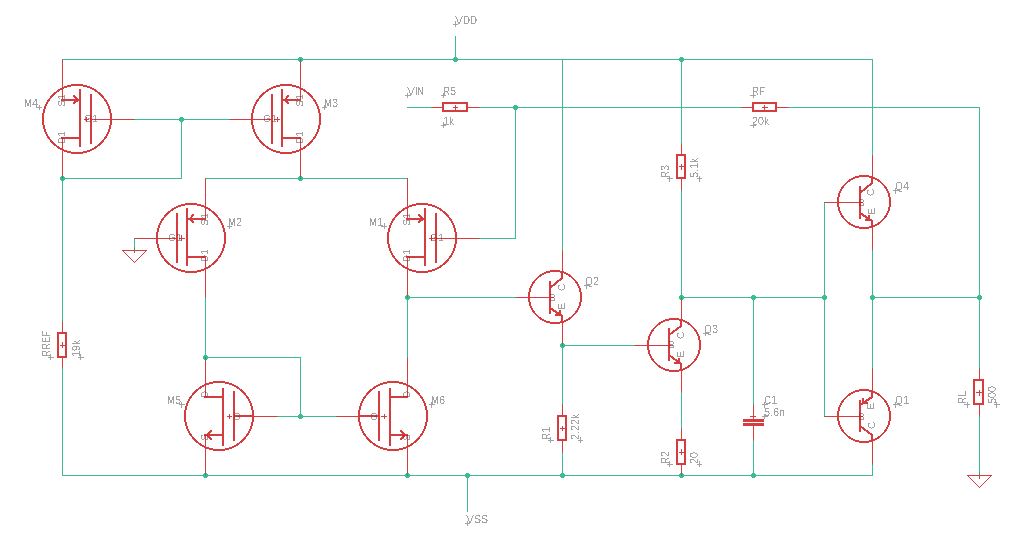 VDD
M4
S1
G1
D1
M3
S1
G1
D1
VIN
R5
1k
RF
20k
R3
5.1k
Q4
C
B
E
M2
S1
G1
D1
M1
S1
G1
D1
Q2
C
B
E
Q3
C
B
E
RREF
19k
M5
D
G
S
M6
D
G
S
R1
2.22k
R2
20
C1
5.6n
Q1
E
B
C
RL
500
VSS